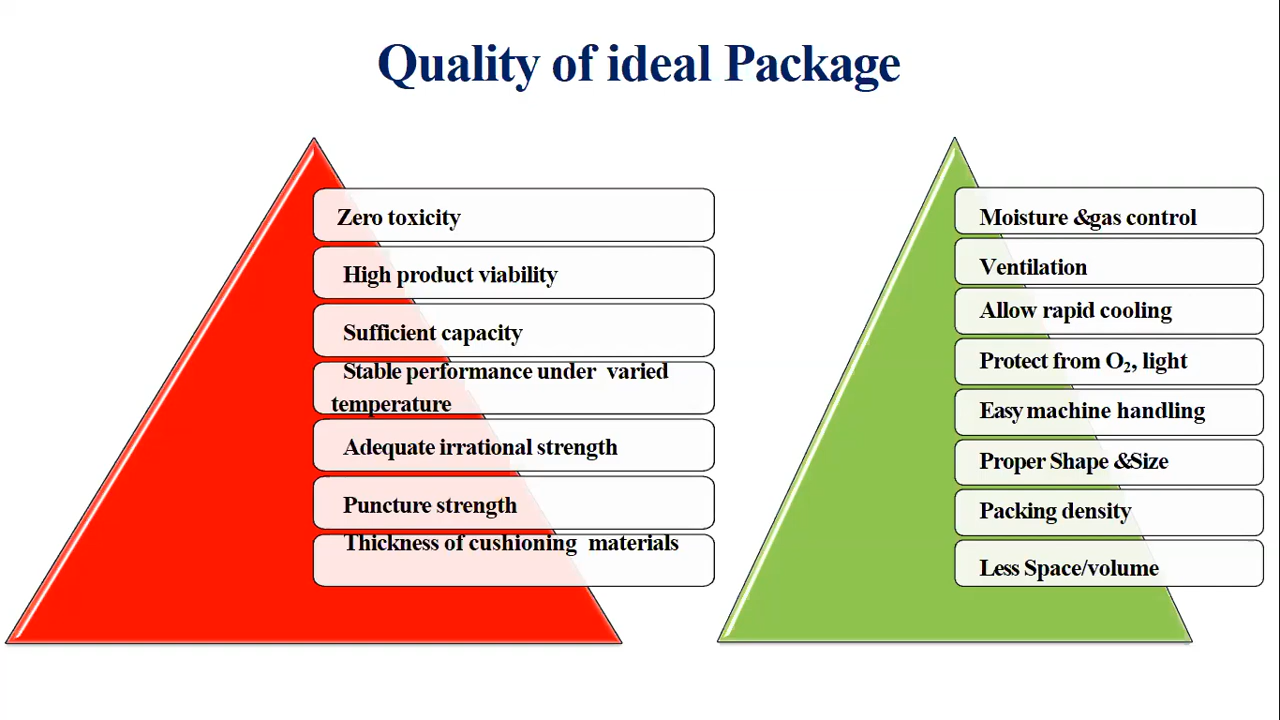 Quality of ideal Package
Zero toxicity
High product viability
Sufficient capacity
Stable performance under varied
temperature
Adequate irrational strength
Puncture strength
Thickness of cushioning materials
Moisture &gas control
Ventilation
Allow rapid cooling
Protect from O₂, light
Easy machine handling
Proper Shape &Size
Packing density
Less Space/volume